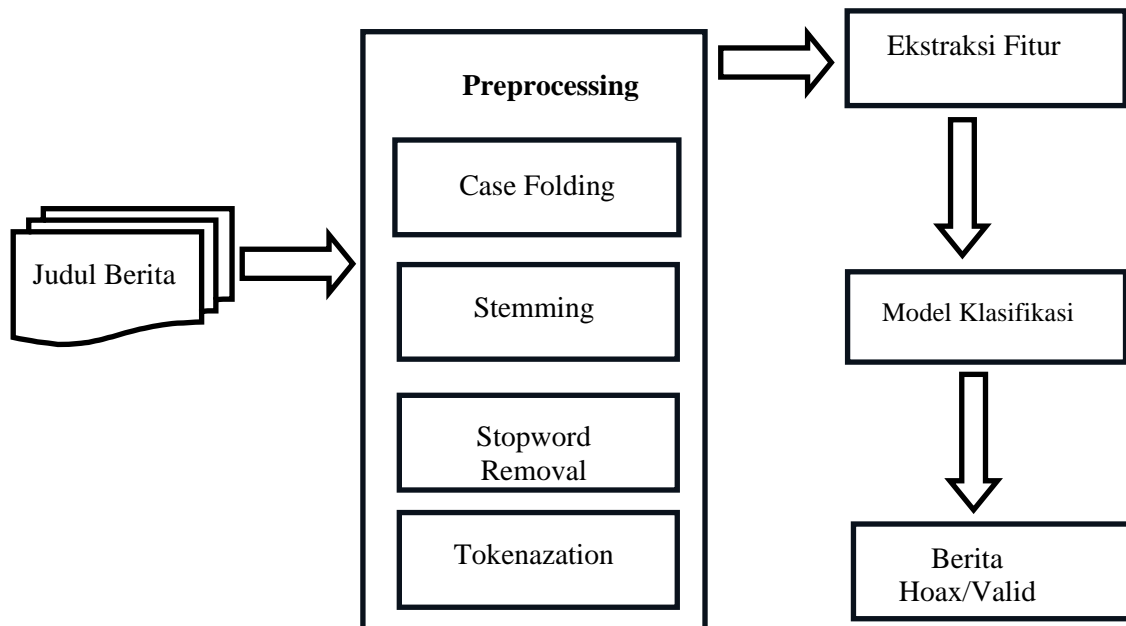 Judul Berita
Preprocessing
Case Folding
Stemming
Stopword
Removal
Tokenazation
Ekstraksi Fitur
Model Klasifikasi
Berita
Hoax/Valid